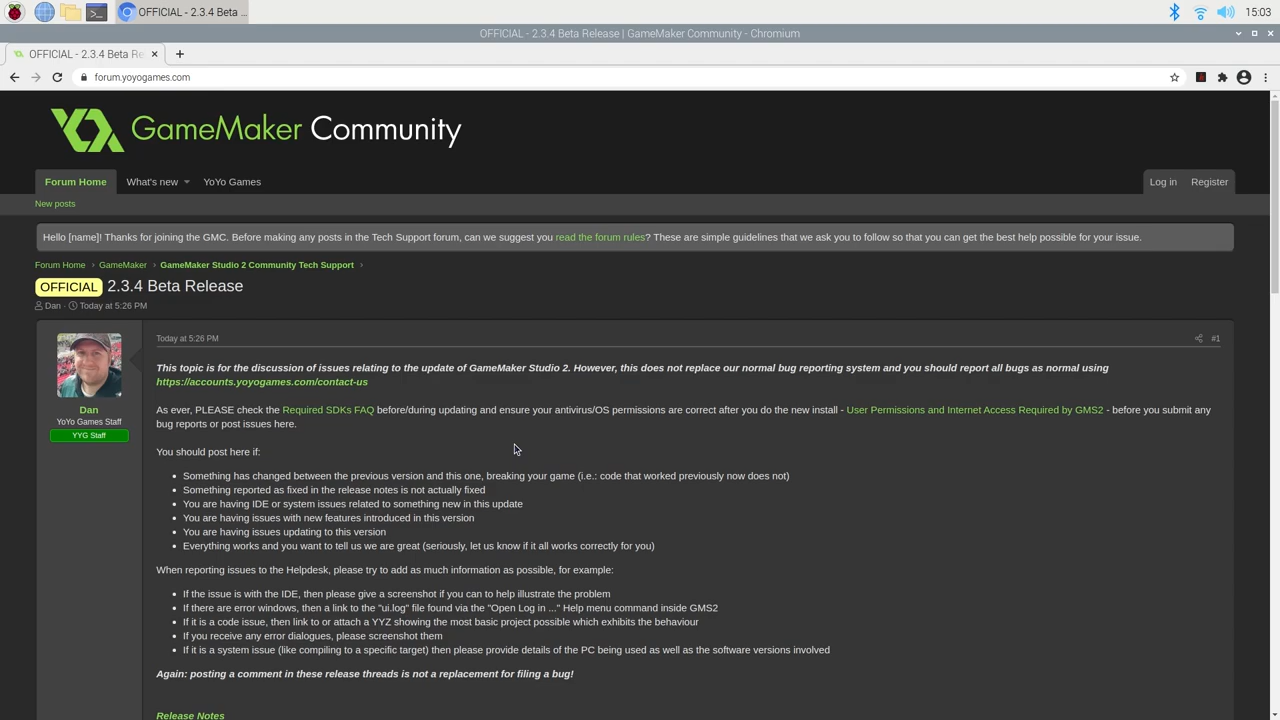 OFFICIAL - 2.3.4 Beta ...
15:03
OFFICIAL - 2.3.4 Beta Release | GameMaker Community - Chromium
OFFICIAL - 2.3.4 Beta Re
forum.yoyogames.com
GameMaker Community
Forum Home What's new YoYo Games Log in Register
New posts
Hello [name]! Thanks for joining the GMC. Before making any posts in the Tech Support forum, can we suggest you read the forum rules? These are simple guidelines that we ask you to follow so that you can get the best help possible for your issue.
Forum Home › GameMaker › GameMaker Studio 2 Community Tech Support ›
OFFICIAL 2.3.4 Beta Release
Dan · Today at 5:26 PM
Today at 5:26 PM #1
This topic is for the discussion of issues relating to the update of GameMaker Studio 2. However, this does not replace our normal bug reporting system and you should report all bugs as normal using
https://accounts.yoyogames.com/contact-us
Dan
YoYo Games Staff
YYG Staff
As ever, PLEASE check the Required SDKs FAQ before/during updating and ensure your antivirus/OS permissions are correct after you do the new install - User Permissions and Internet Access Required by GMS2 - before you submit any
bug reports or post issues here.
You should post here if:
• Something has changed between the previous version and this one, breaking your game (i.e.: code that worked previously now does not)
• Something reported as fixed in the release notes is not actually fixed
• You are having IDE or system issues related to something new in this update
• You are having issues with new features introduced in this version
• You are having issues updating to this version
• Everything works and you want to tell us we are great (seriously, let us know if it all works correctly for you)
When reporting issues to the Helpdesk, please try to add as much information as possible, for example:
• If the issue is with the IDE, then please give a screenshot if you can to help illustrate the problem
• If there are error windows, then a link to the "ui.log" file found via the "Open Log in ..." Help menu command inside GMS2
• If it is a code issue, then link to or attach a YYZ showing the most basic project possible which exhibits the behaviour
• If you receive any error dialogues, please screenshot them
• If it is a system issue (like compiling to a specific target) then please provide details of the PC being used as well as the software versions involved
Again: posting a comment in these release threads is not a replacement for filing a bug!
Release Notes